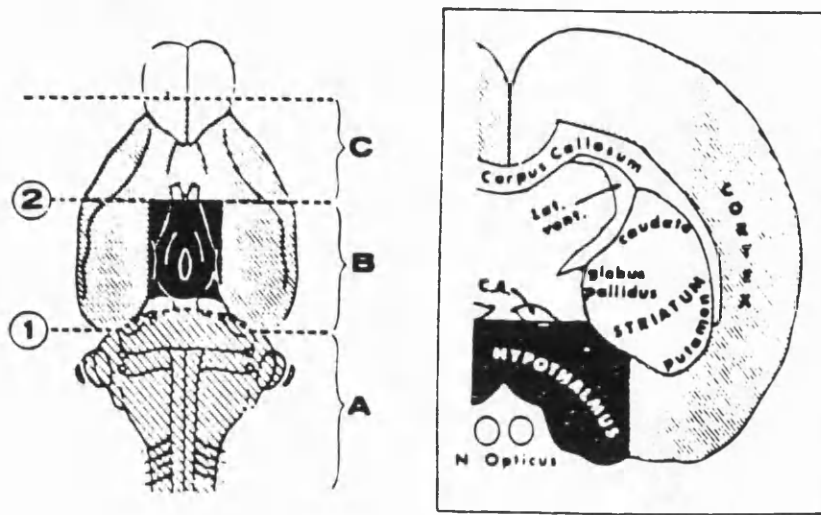 C
2
B
1
A
Corpus Callosum
Lat.
vent.
caudate
globus
pallidus
STRIATUM
Putamen
CORTEX
C.A.
HYPOTHALMUS
N Opticus